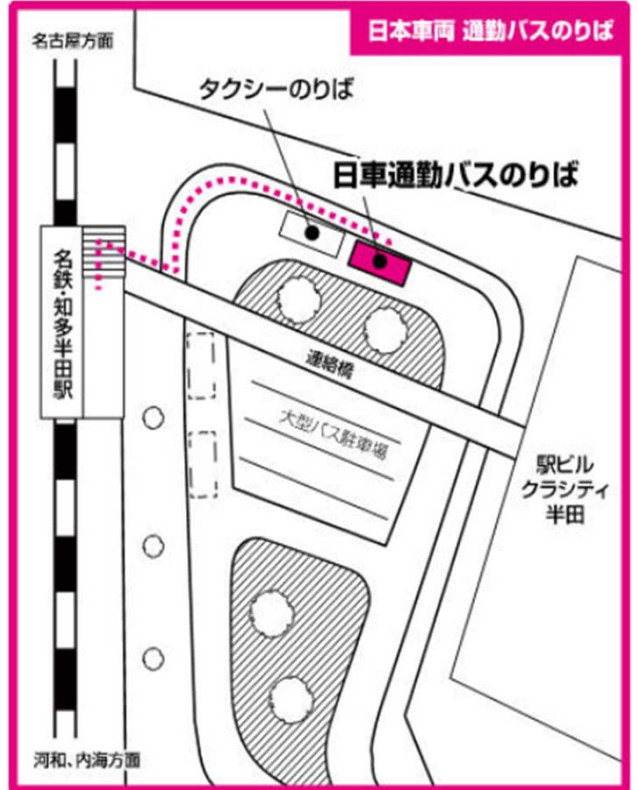 日本車両 通勤バスのりば
名古屋方面
タクシーのりば
日車通勤バスのりば
名鉄・知多半田駅
連絡橋
大型バス駐車場
駅ビル
クラシティ
半田
河和、内海方面